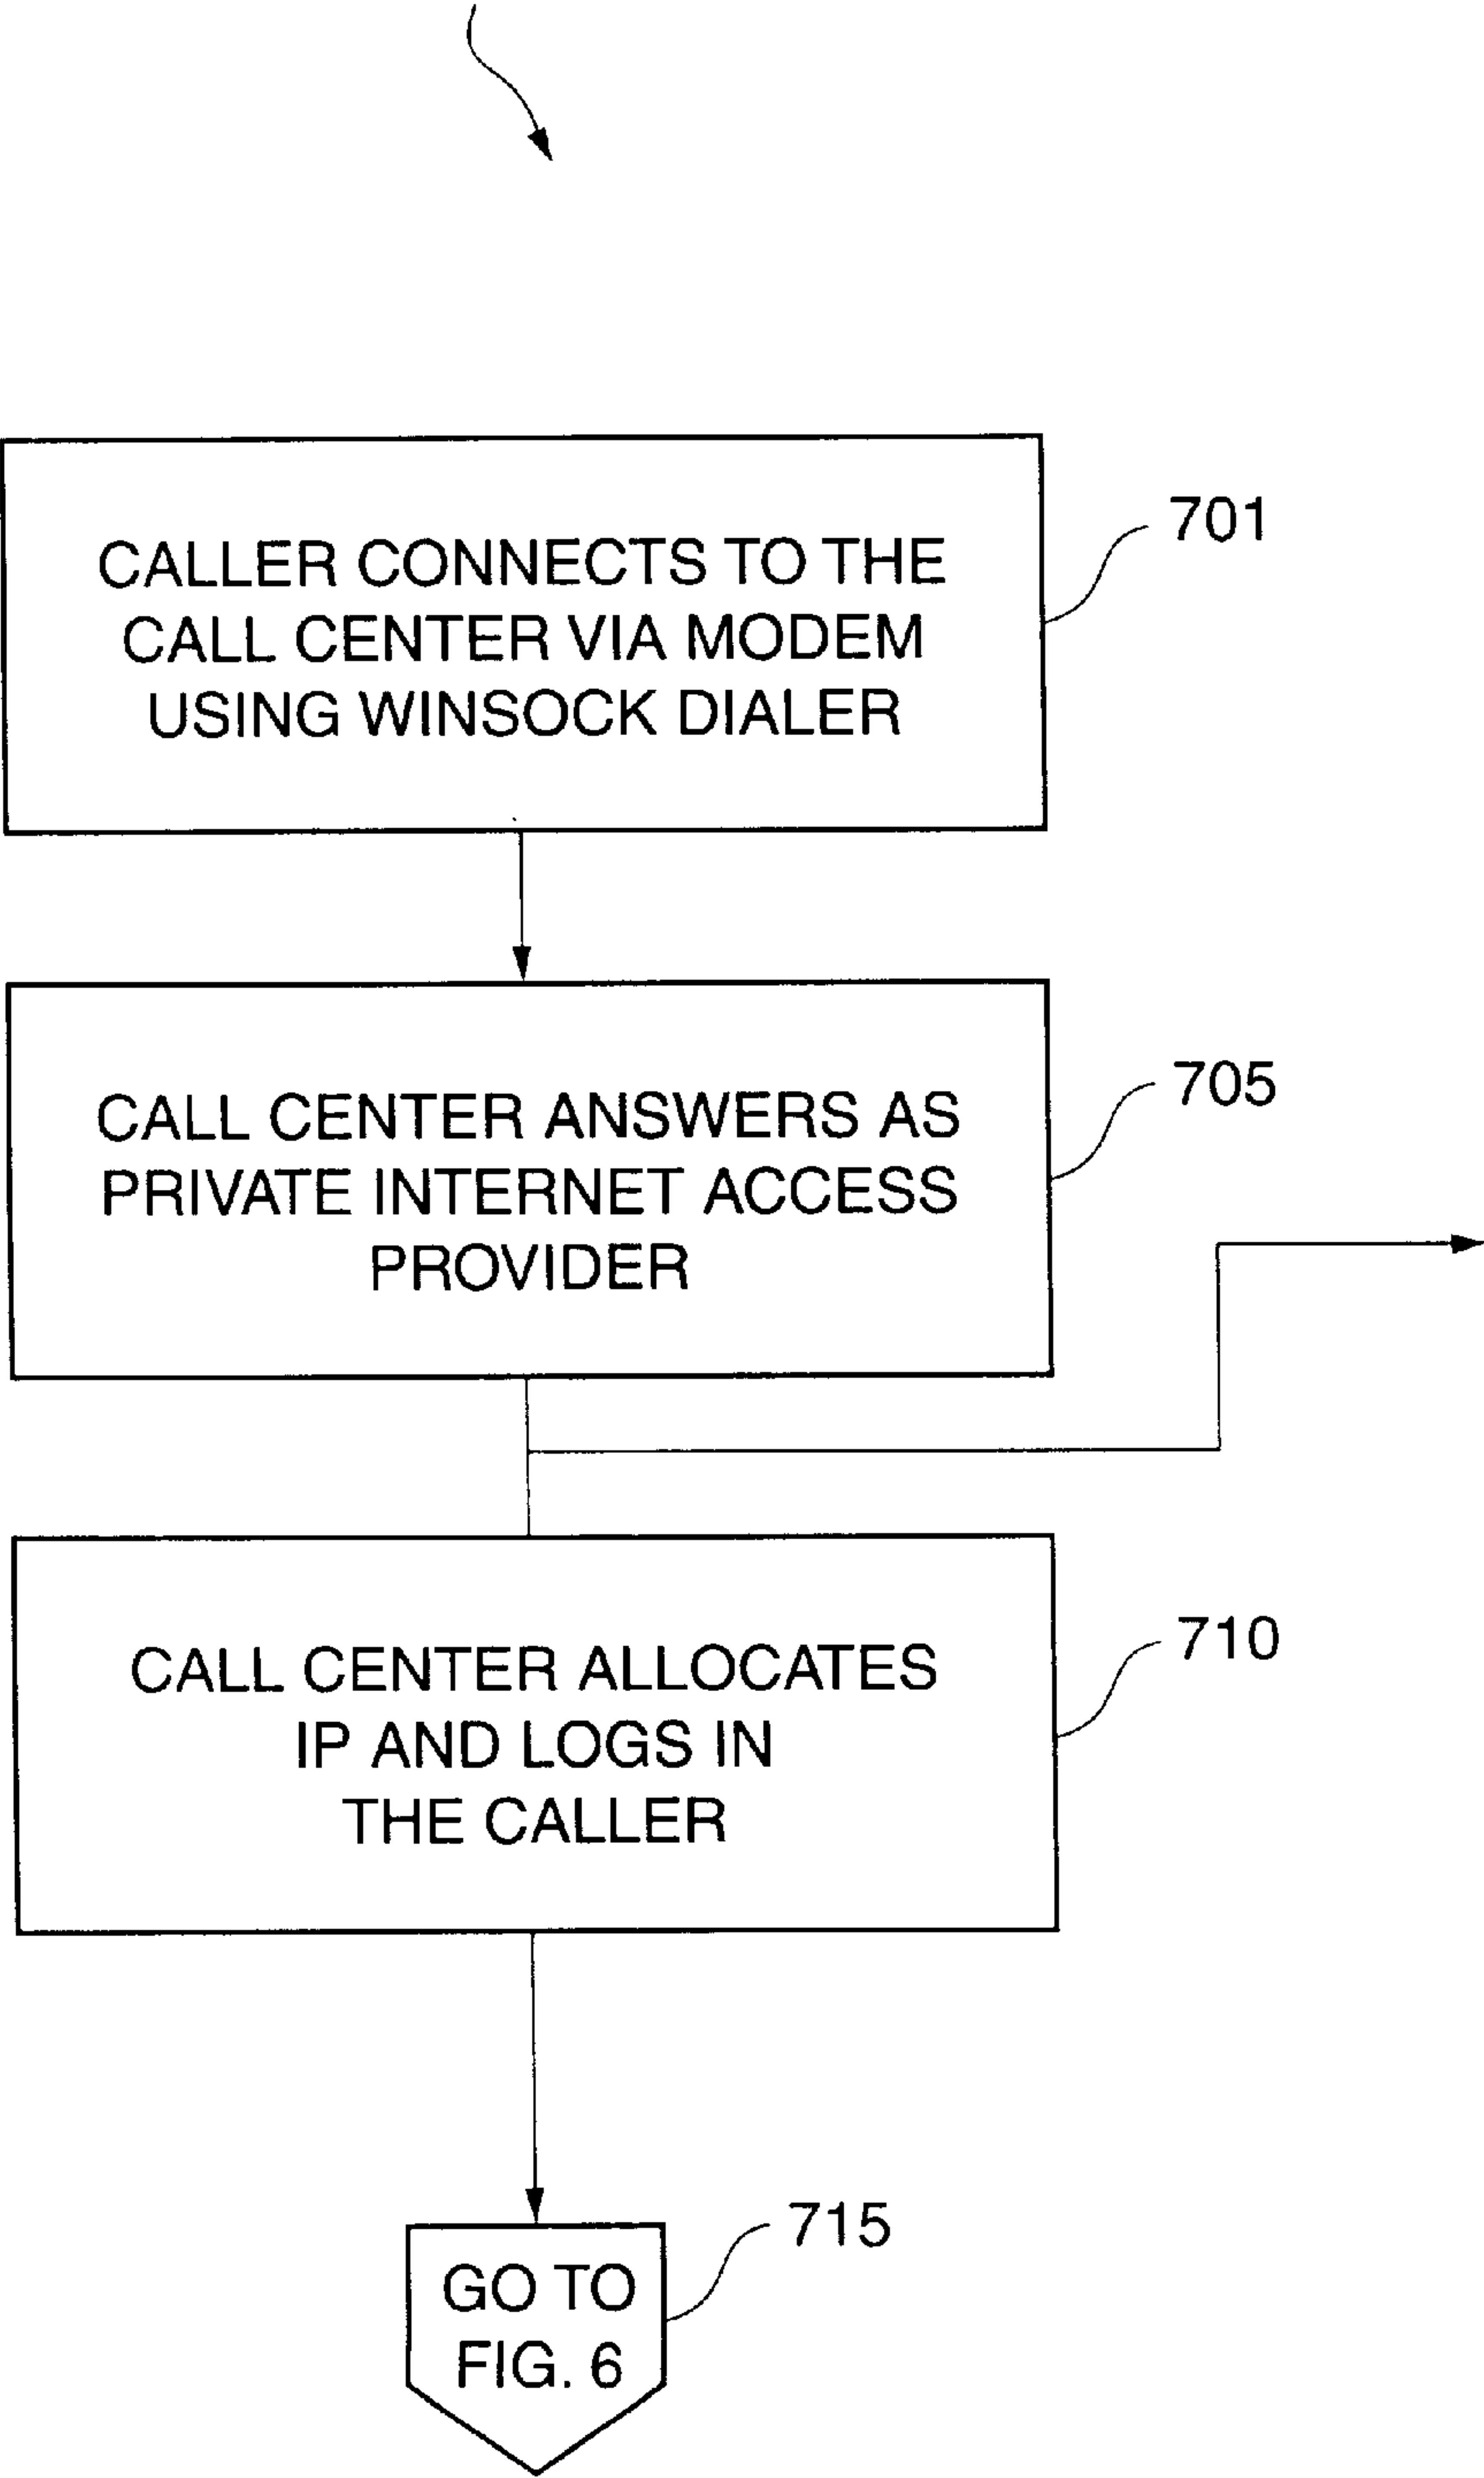 CALLER CONNECTS TO THE
CALL CENTER VIA MODEM
USING WINSOCK DIALER
701
CALL CENTER ANSWERS AS
PRIVATE INTERNET ACCESS
PROVIDER
705
CALL CENTER ALLOCATES
IP AND LOGS IN
THE CALLER
710
GO TO
FIG. 6
715